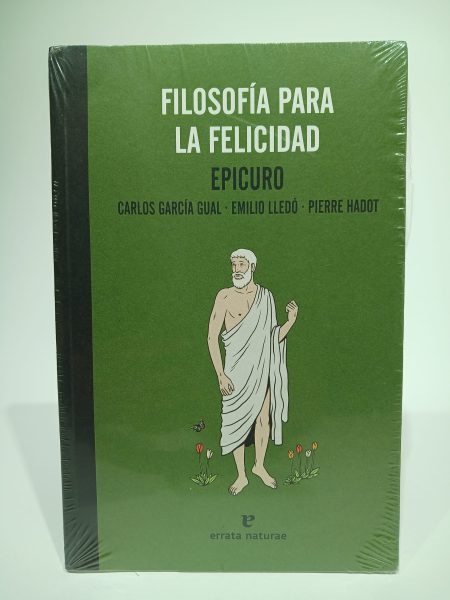 FILOSOFÍA PARA
LA FELICIDAD
EPICURO
CARLOS GARCÍA GUAL · EMILIO LLEDÓ · PIERRE HADOT
e
errata naturae